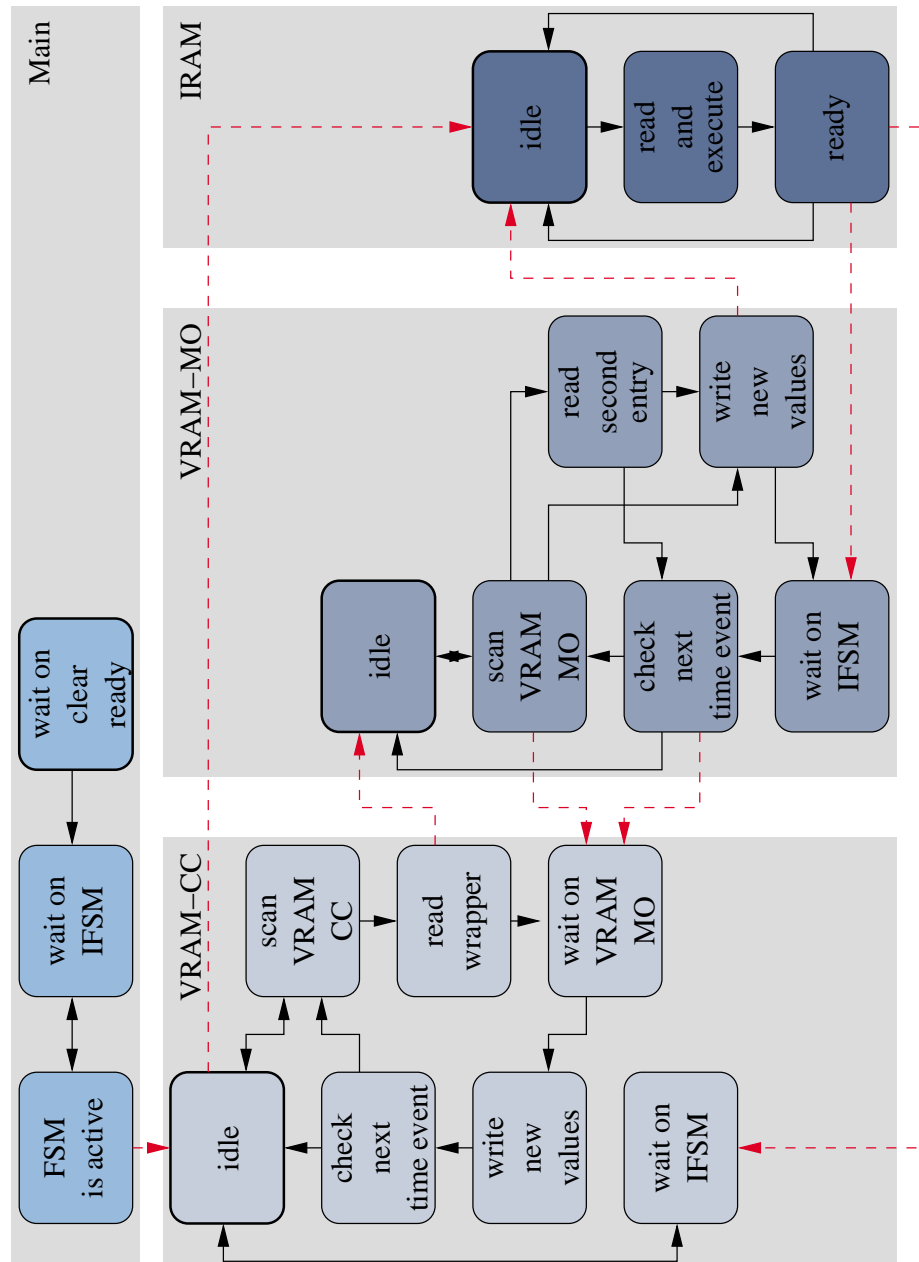 Main
FSM
is active
wait on
IFSM
wait on
clear
ready
VRAM–CC
idle
check
next
time event
write
new
values
wait on
IFSM
scan
VRAM
CC
read
wrapper
wait on
VRAM
MO
VRAM–MO
idle
scan
VRAM
MO
check
next
time event
wait on
IFSM
read
second
entry
write
new
values
IRAM
idle
read
and
execute
ready